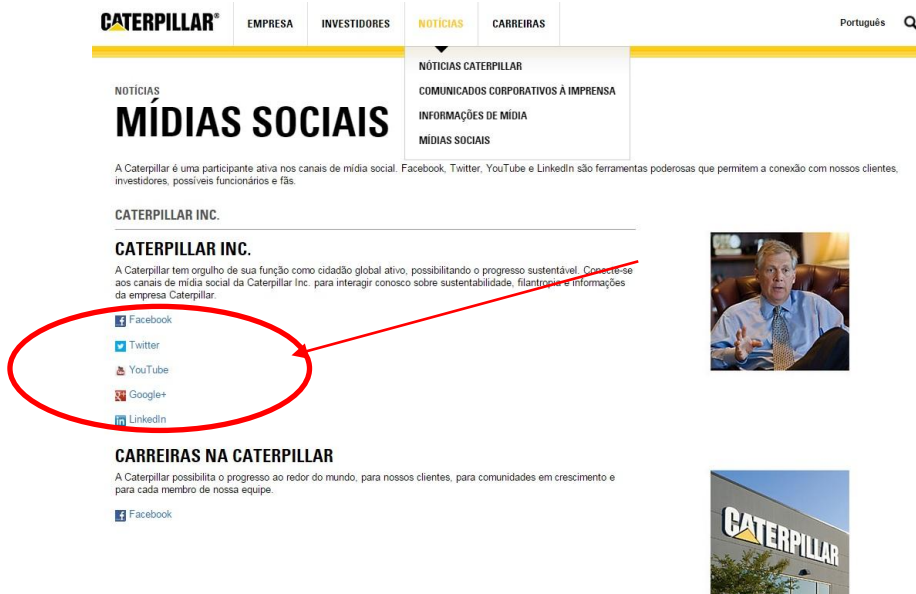 CATERPILLAR®
EMPRESA
INVESTIDORES
NOTÍCIAS
CARREIRAS
Português
NÓTICIAS CATERPILLAR
COMUNICADOS CORPORATIVOS À IMPRENSA
INFORMAÇÕES DE MÍDIA
MÍDIAS SOCIAIS
NOTÍCIAS
MÍDIAS SOCIAIS
A Caterpillar é uma participante ativa nos canais de mídia social. Facebook, Twitter, YouTube e LinkedIn são ferramentas poderosas que permitem a conexão com nossos clientes,
investidores, possíveis funcionários e fãs.
CATERPILLAR INC.
CATERPILLAR INC.
A Caterpillar tem orgulho de sua função como cidadão global ativo, possibilitando o progresso sustentável. Conecte-se
aos canais de mídia social da Caterpillar Inc. para interagir conosco sobre sustentabilidade, filantropia e informações
da empresa Caterpillar.
Facebook
Twitter
YouTube
Google+
LinkedIn
CARREIRAS NA CATERPILLAR
A Caterpillar possibilita o progresso ao redor do mundo, para nossos clientes, para comunidades em crescimento e
para cada membro de nossa equipe.
Facebook
CATERPILLAR